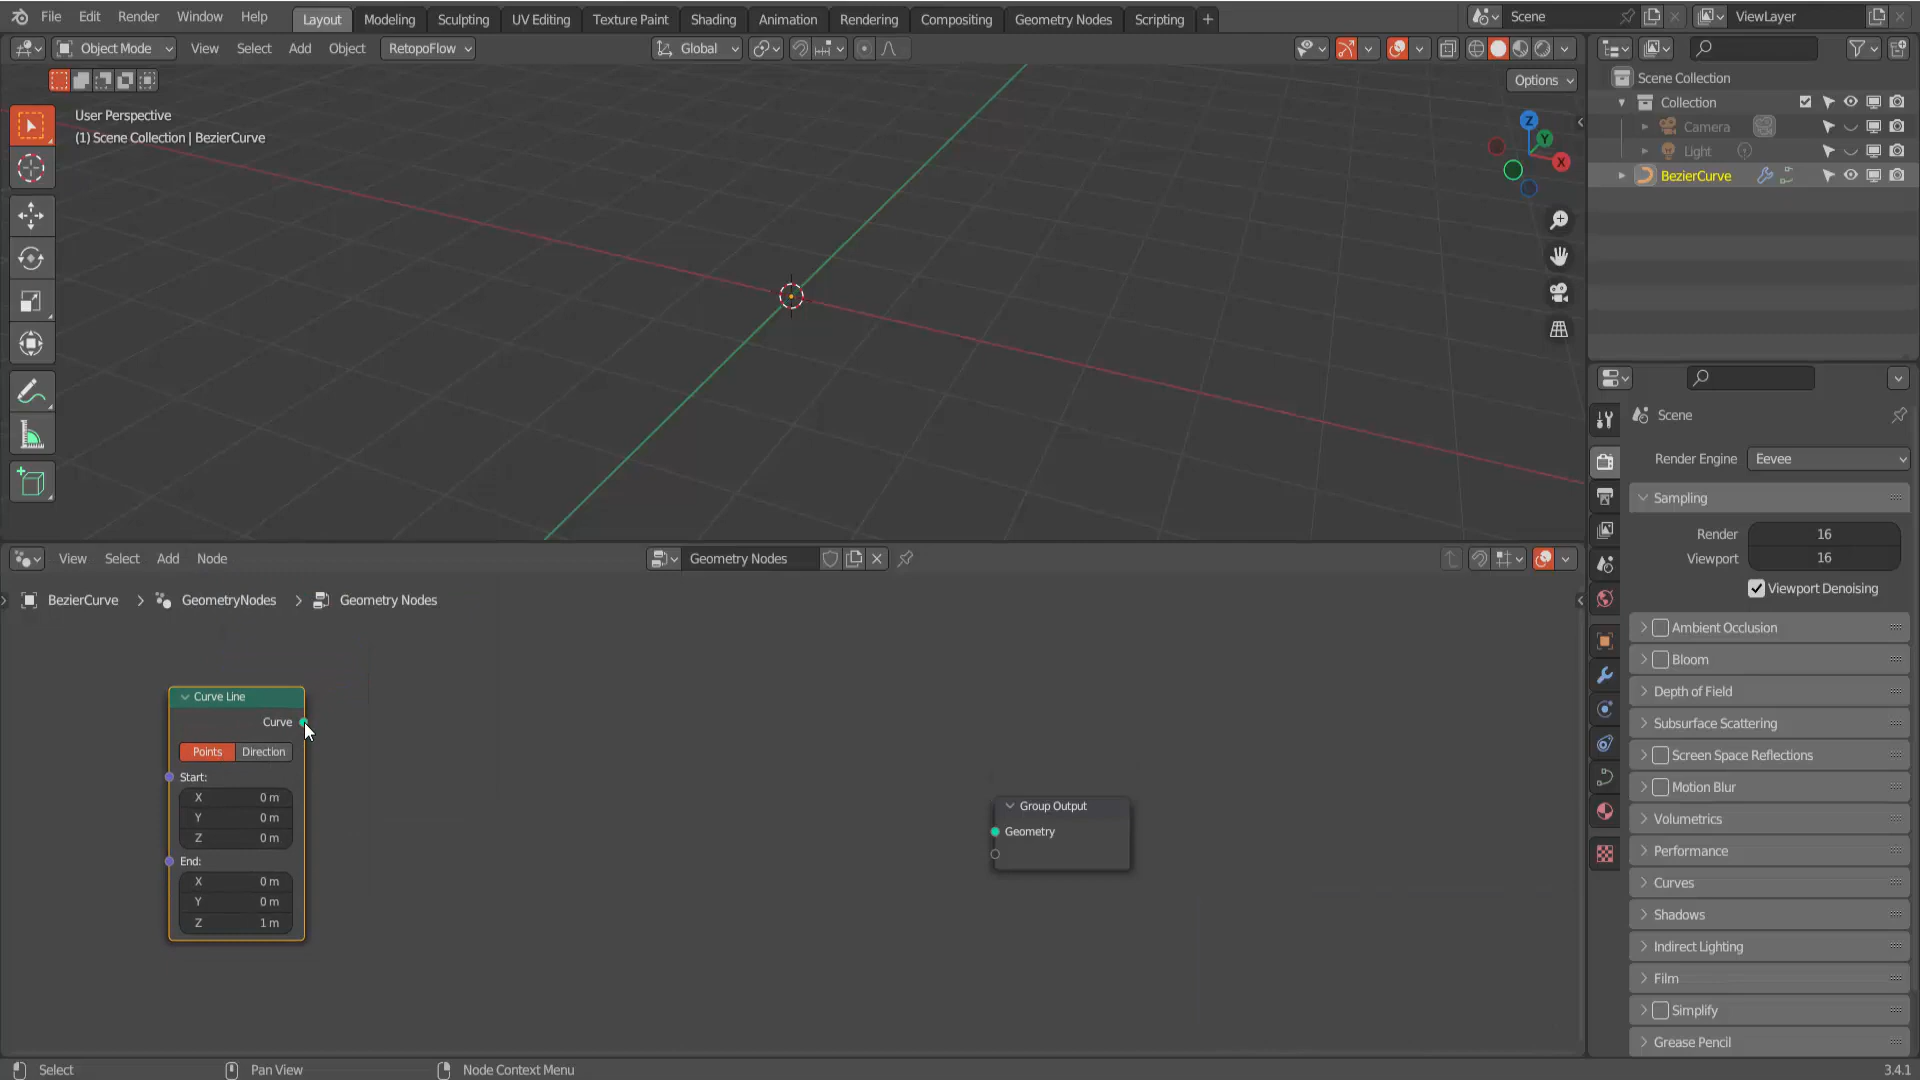 File Edit Render Window Help Layout Modeling Sculpting UV Editing Texture Paint Shading Animation Rendering Compositing Geometry Nodes Scripting + Scene ViewLayer
Object Mode View Select Add Object RetopoFlow Global
Options
User Perspective
(1) Scene Collection | BezierCurve
Z
Y
X
Scene Collection
Collection
Camera
Light
BezierCurve
Scene
Render Engine Eevee
Sampling
Render 16
Viewport 16
Viewport Denoising
Ambient Occlusion
Bloom
Depth of Field
Subsurface Scattering
Screen Space Reflections
Motion Blur
Volumetrics
Performance
Curves
Shadows
Indirect Lighting
Film
Simplify
Grease Pencil
View Select Add Node Geometry Nodes
BezierCurve > GeometryNodes > Geometry Nodes
Curve Line
Curve
Points Direction
Start:
X 0 m
Y 0 m
Z 0 m
End:
X 0 m
Y 0 m
Z 1 m
Group Output
Geometry
Select Pan View Node Context Menu 3.4.1